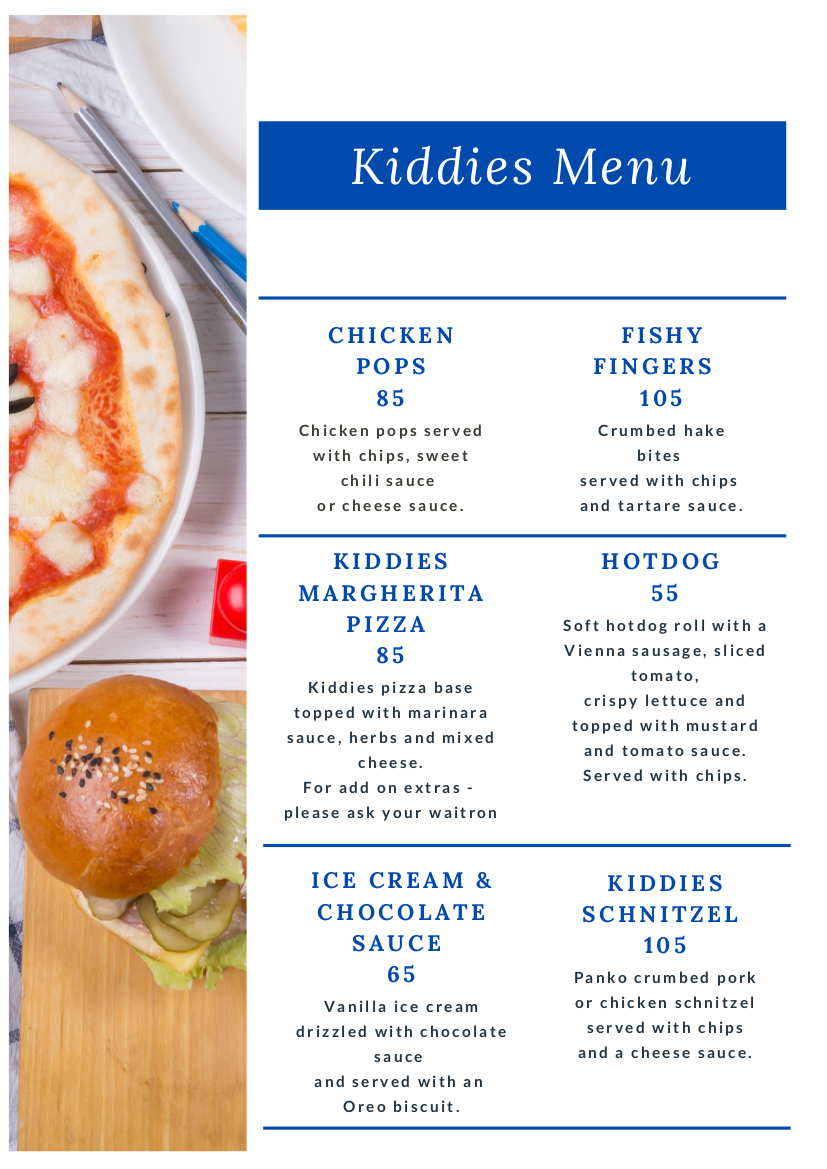 Kiddies Menu
CHICKEN
POPS
85
Chicken pops served
with chips, sweet
chili sauce
or cheese sauce.
FISHY
FINGERS
105
Crumbed hake
bites
served with chips
and tartare sauce.
KIDDIES
MARGHERITA
PIZZA
85
Kiddies pizza base
topped with marinara
sauce, herbs and mixed
cheese.
For add on extras -
please ask your waitron
HOTDOG
55
Soft hotdog roll with a
Vienna sausage, sliced
tomato,
crispy lettuce and
topped with mustard
and tomato sauce.
Served with chips.
ICE CREAM &
CHOCOLATE
SAUCE
65
Vanilla ice cream
drizzled with chocolate
sauce
and served with an
Oreo biscuit.
KIDDIES
SCHNITZEL
105
Panko crumbed pork
or chicken schnitzel
served with chips
and a cheese sauce.